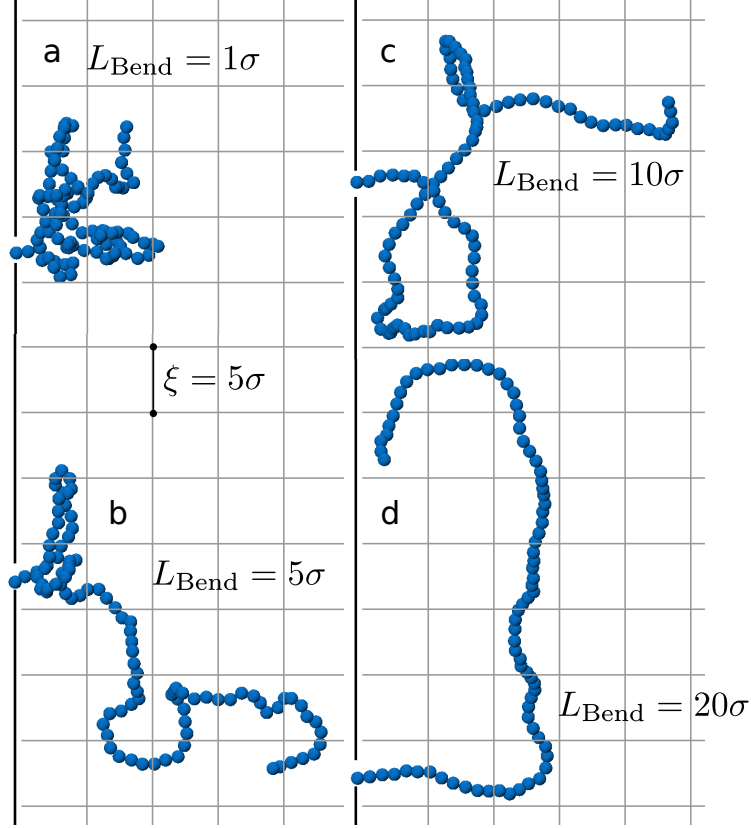 a
L_Bend = 1σ
ξ = 5σ
b
L_Bend = 5σ
c
L_Bend = 10σ
d
L_Bend = 20σ